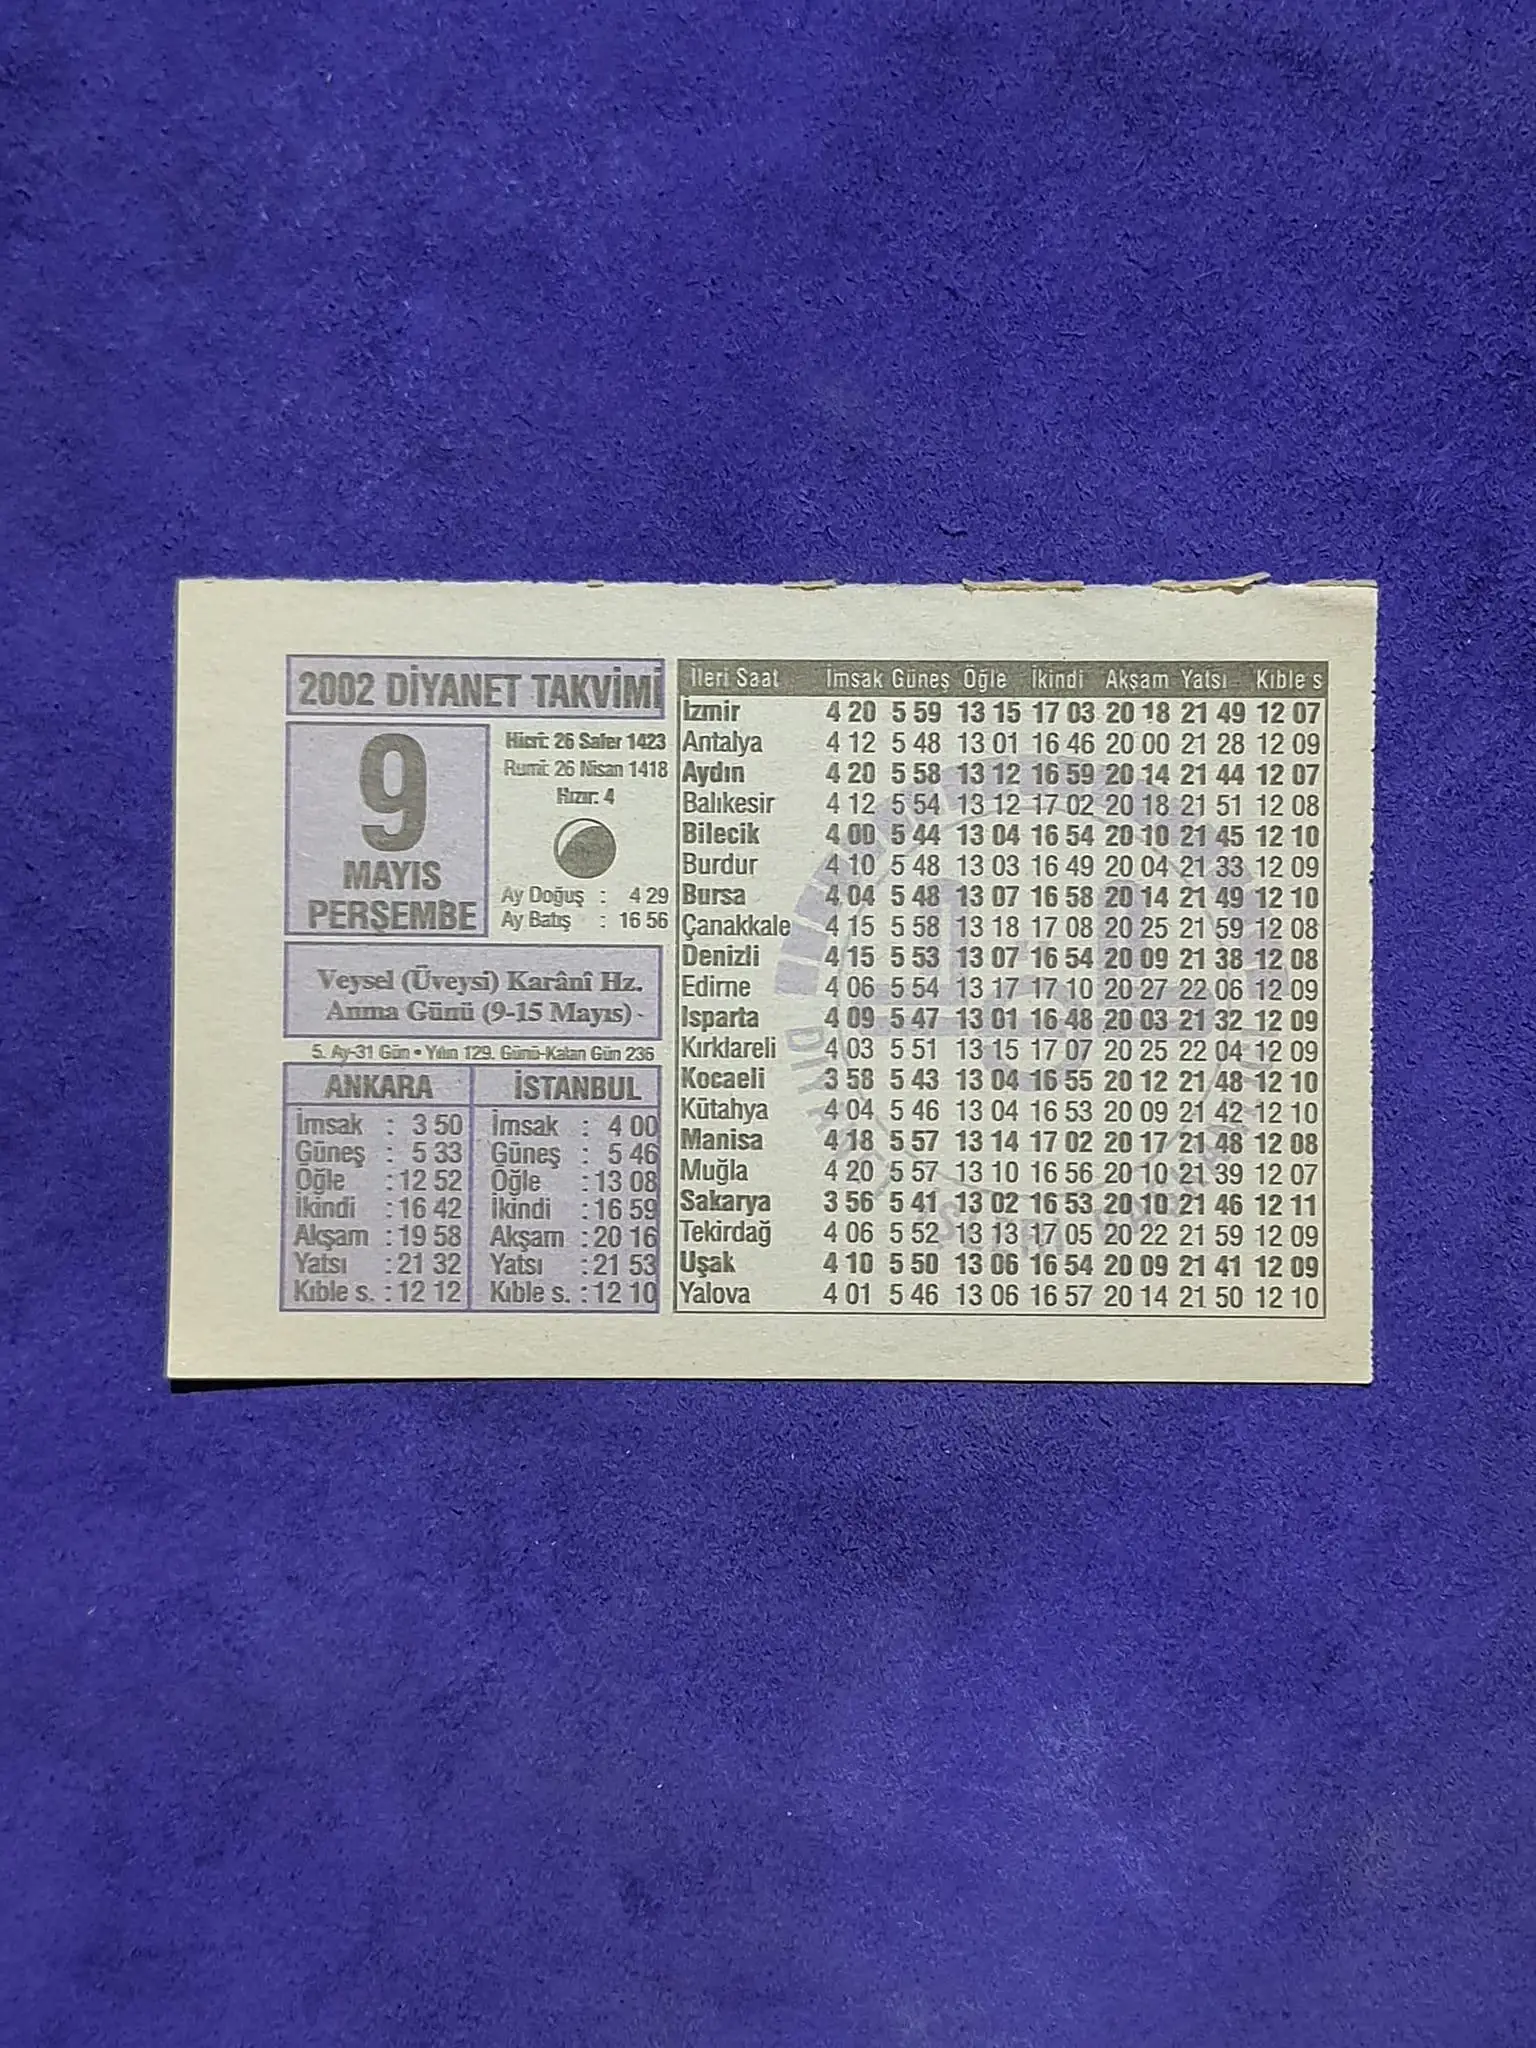 2002 DİYANET TAKVİMİ
9
MAYIS
PERŞEMBE
Hicrî: 26 Safer 1423
Rumî: 26 Nisan 1418
Hızır: 4
Ay Doğuş : 4 29
Ay Batış : 16 56
Veysel (Üveysi) Karânî Hz.
Anma Günü (9-15 Mayıs)
5. Ay-31 Gün • Yılın 129. Günü-Kalan Gün 236
ANKARA
İmsak : 3 50
Güneş : 5 33
Öğle : 12 52
İkindi : 16 42
Akşam : 19 58
Yatsı : 21 32
Kıble s. : 12 12
İSTANBUL
İmsak : 4 00
Güneş : 5 46
Öğle : 13 08
İkindi : 16 59
Akşam : 20 16
Yatsı : 21 53
Kıble s. : 12 10
İleri Saat İmsak Güneş Öğle İkindi Akşam Yatsı Kıble s
İzmir 4 20 5 59 13 15 17 03 20 18 21 49 12 07
Antalya 4 12 5 48 13 01 16 46 20 00 21 28 12 09
Aydın 4 20 5 58 13 12 16 59 20 14 21 44 12 07
Balıkesir 4 12 5 54 13 12 17 02 20 18 21 51 12 08
Bilecik 4 00 5 44 13 04 16 54 20 10 21 45 12 10
Burdur 4 10 5 48 13 03 16 49 20 04 21 33 12 09
Bursa 4 04 5 48 13 07 16 58 20 14 21 49 12 10
Çanakkale 4 15 5 58 13 18 17 08 20 25 21 59 12 08
Denizli 4 15 5 53 13 07 16 54 20 09 21 38 12 08
Edirne 4 06 5 54 13 17 17 10 20 27 22 06 12 09
Isparta 4 09 5 47 13 01 16 48 20 03 21 32 12 09
Kırklareli 4 03 5 51 13 15 17 07 20 25 22 04 12 09
Kocaeli 3 58 5 43 13 04 16 55 20 12 21 48 12 10
Kütahya 4 04 5 46 13 04 16 53 20 09 21 42 12 10
Manisa 4 18 5 57 13 14 17 02 20 17 21 48 12 08
Muğla 4 20 5 57 13 10 16 56 20 10 21 39 12 07
Sakarya 3 56 5 41 13 02 16 53 20 10 21 46 12 11
Tekirdağ 4 06 5 52 13 13 17 05 20 22 21 59 12 09
Uşak 4 10 5 50 13 06 16 54 20 09 21 41 12 09
Yalova 4 01 5 46 13 06 16 57 20 14 21 50 12 10